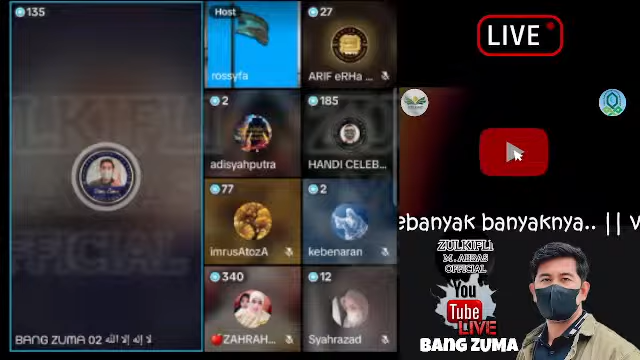 135
Host
rossyfa
27
ARIF eRHa ...
2
adisyahputra
185
HANDI CELEB...
77
imrusAtozA
2
kebenaran
340
ZAHRAH...
12
Syahrazad
BANG ZUMA 02 لا إله إلا الله
LIVE
ebanyak banyaknya.. || V
ZULKIFLI
M. ABBAS
OFFICIAL
You
Tube
LIVE
BANG ZUMA